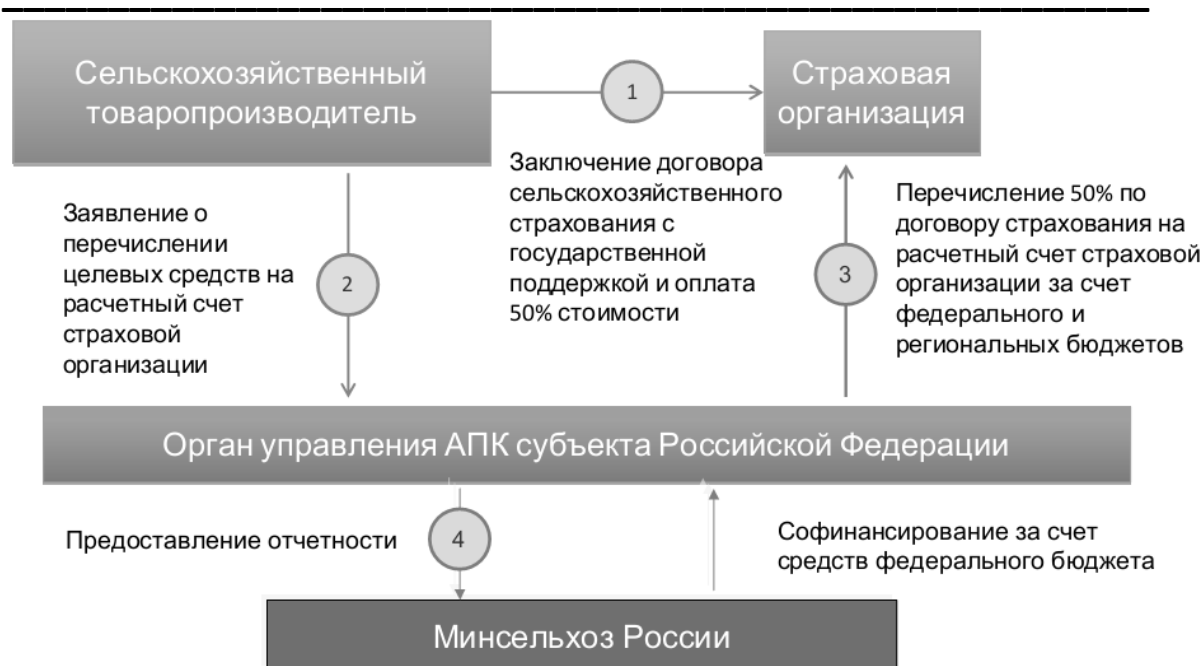 Сельскохозяйственный
товаропроизводитель
1
Страховая
организация
Заявление о
перечислении
целевых средств на
расчетный счет
страховой
организации
2
Заключение договора
сельскохозяйственного
страхования с
государственной
поддержкой и оплата
50% стоимости
3
Перечисление 50% по
договору страхования на
расчетный счет страховой
организации за счет
федерального и
региональных бюджетов
Орган управления АПК субъекта Российской Федерации
Предоставление отчетности
4
Софинансирование за счет
средств федерального бюджета
Минсельхоз России